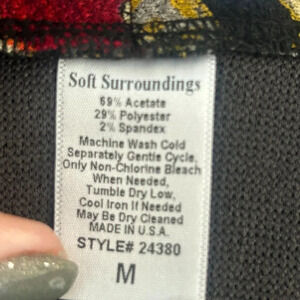 Soft Surroundings
69% Acetate
29% Polyester
2% Spandex
Machine Wash Cold
Separately Gentle Cycle,
Only Non-Chlorine Bleach
When Needed,
Tumble Dry Low,
Cool Iron If Needed
May Be Dry Cleaned
MADE IN U.S.A.
STYLE# 24380
M